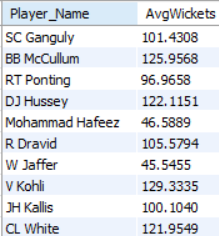 Player_Name AvgWickets
SC Ganguly 101.4308
BB McCullum 125.9568
RT Ponting 96.9658
DJ Hussey 122.1151
Mohammad Hafeez 46.5889
R Dravid 105.5794
W Jaffer 45.5455
V Kohli 129.3335
JH Kallis 100.1040
CL White 121.9549